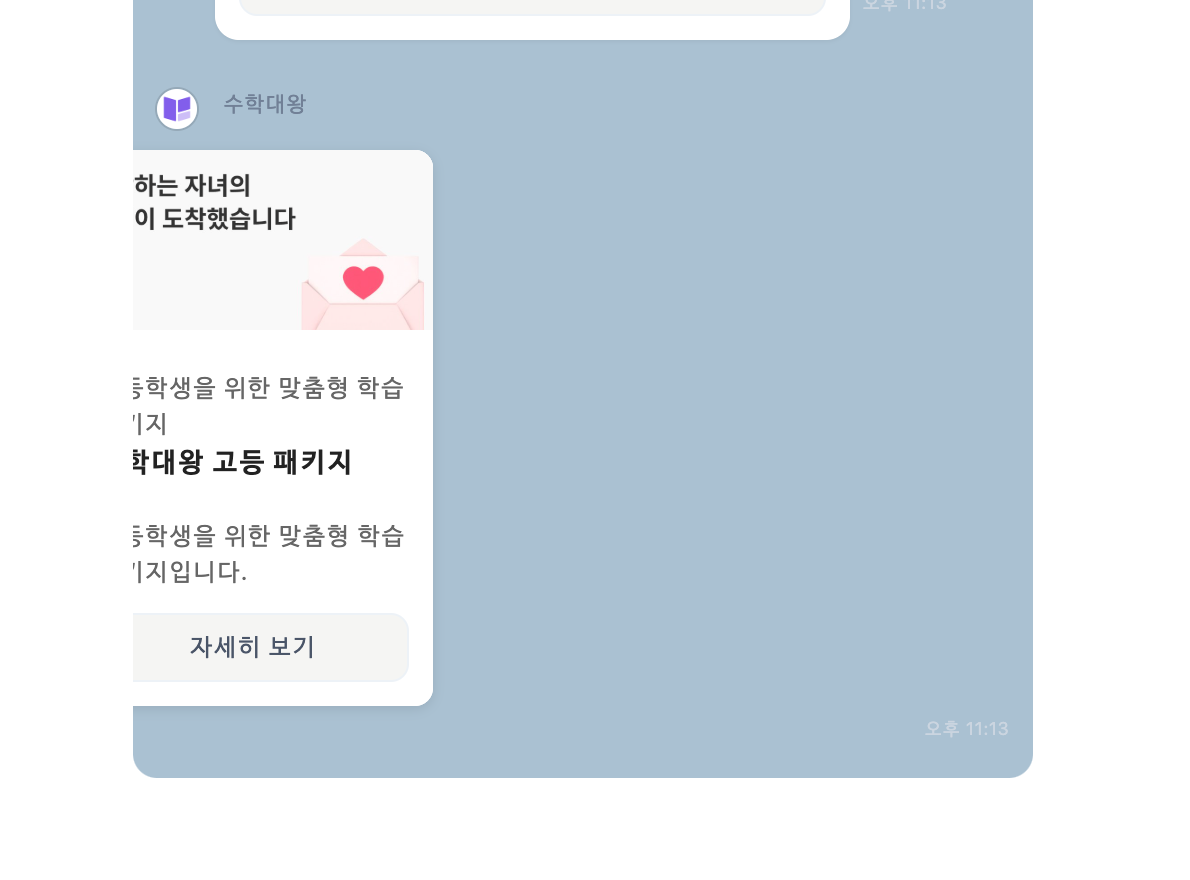 오후 11:13
수학대왕
하는 자녀의
이 도착했습니다
등학생을 위한 맞춤형 학습
키지
학대왕 고등 패키지
등학생을 위한 맞춤형 학습
키지입니다.
자세히 보기
오후 11:13